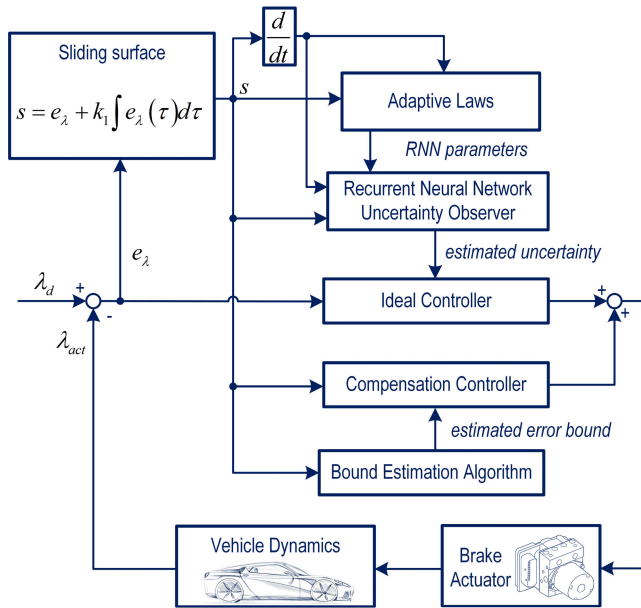 Sliding surface
s = e_λ + k_1 ∫ e_λ (τ) dτ
d
dt
s
Adaptive Laws
RNN parameters
Recurrent Neural Network
Uncertainty Observer
estimated uncertainty
e_λ
λ_d
+
-
λ_act
Ideal Controller
+
+
Compensation Controller
estimated error bound
Bound Estimation Algorithm
Vehicle Dynamics
Brake
Actuator